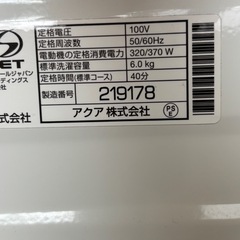 定格電圧 100V
定格周波数 50/60Hz
電動機の定格消費電力 320/370 W
標準洗濯容量 6.0 kg
定格時間(標準コース) 40分
製造番号 219178
アクア 株式会社
PS
E
ET
ールジャパン
ディングス
株式会社